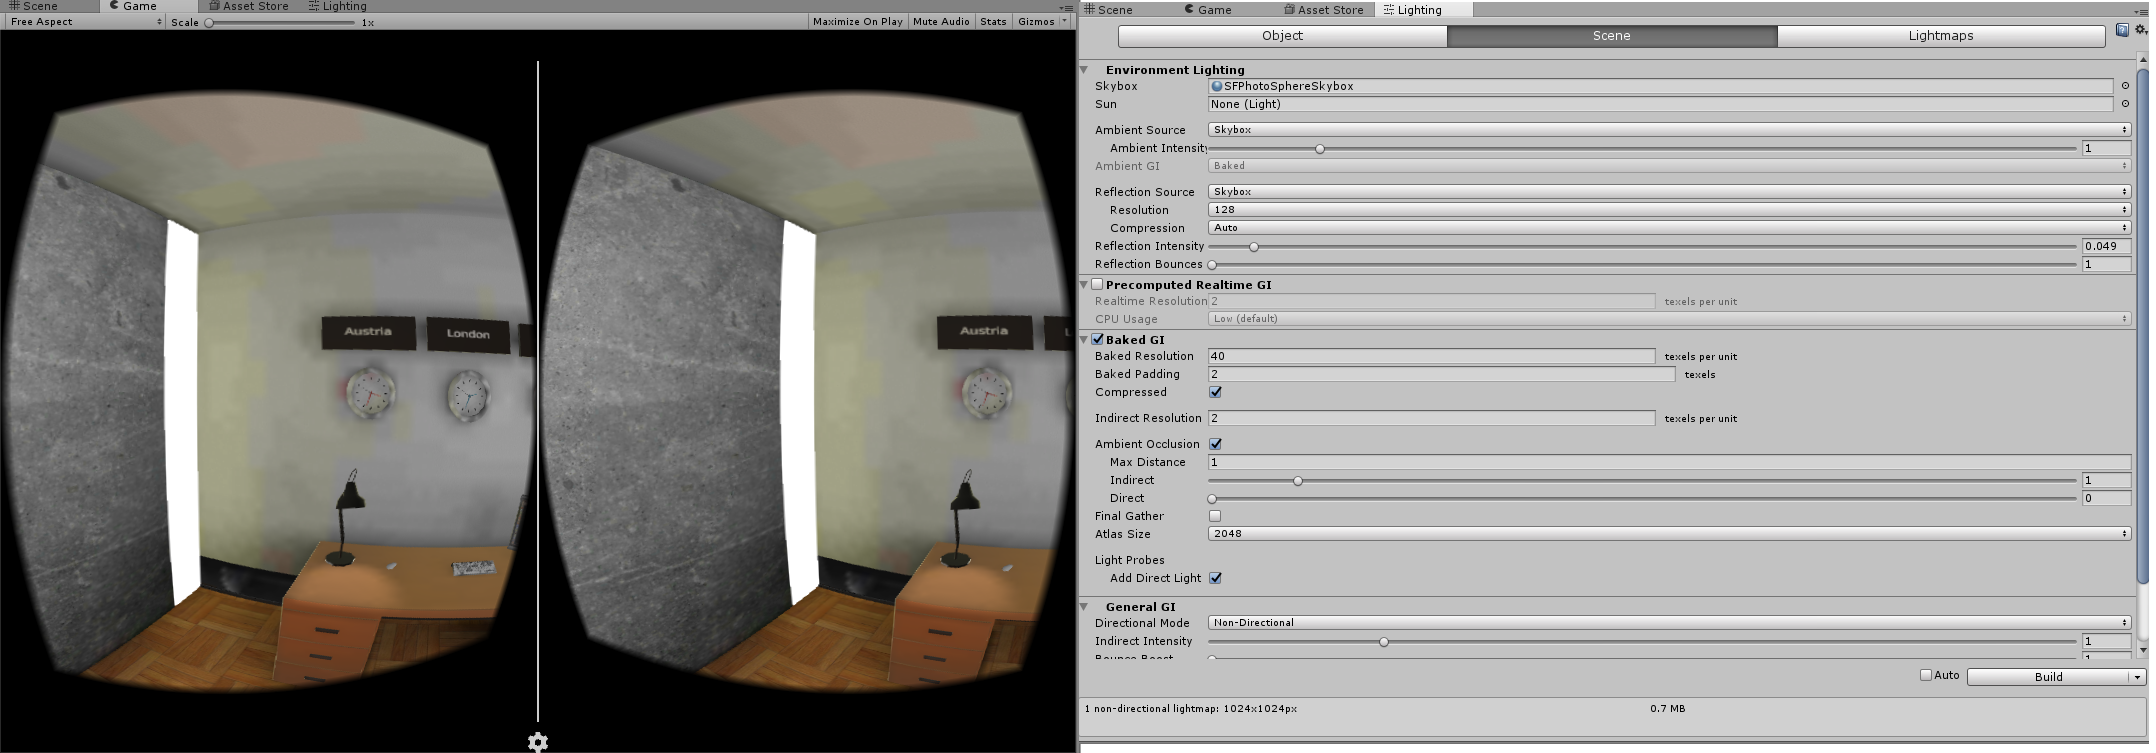 Scene Game Asset Store Lighting
Free Aspect Scale 1x Maximize On Play Mute Audio Stats Gizmos
Austria London
Austria
Scene Game Asset Store Lighting
Object Scene Lightmaps
Environment Lighting
Skybox SFPhotoSphereSkybox
Sun None (Light)
Ambient Source Skybox
Ambient Intensity 1
Ambient GI Baked
Reflection Source Skybox
Resolution 128
Compression Auto
Reflection Intensity 0.049
Reflection Bounces 1
Precomputed Realtime GI
Realtime Resolution 2 texels per unit
CPU Usage Low (default)
Baked GI
Baked Resolution 40 texels per unit
Baked Padding 2 texels
Compressed
Indirect Resolution 2 texels per unit
Ambient Occlusion
Max Distance 1
Indirect 1
Direct 0
Final Gather
Atlas Size 2048
Light Probes
Add Direct Light
General GI
Directional Mode Non-Directional
Indirect Intensity 1
Bounce Boost 1
Auto Build
1 non-directional lightmap: 1024x1024px 0.7 MB